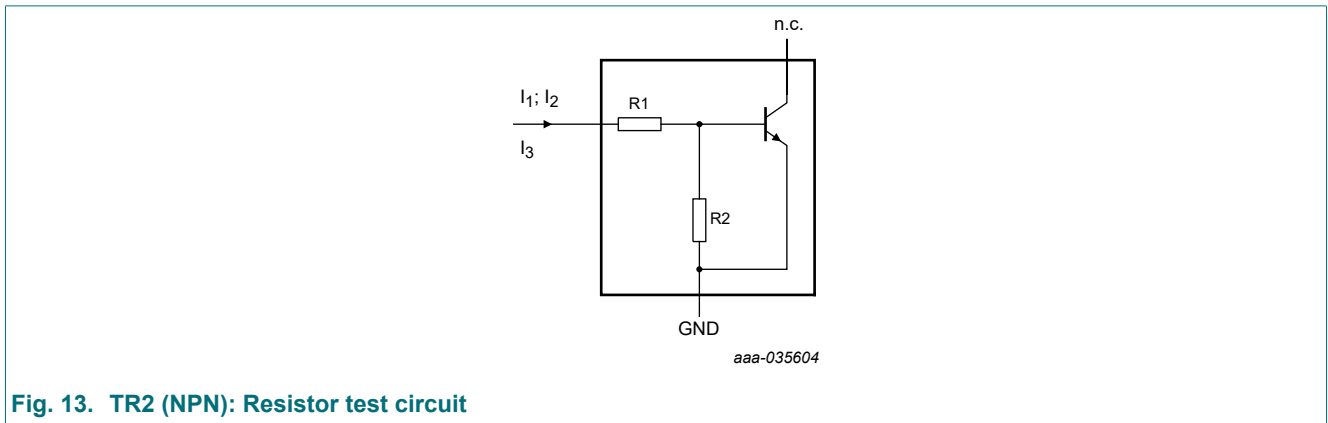 n.c.
I1; I2
R1
I3
R2
GND
aaa-035604
Fig. 13. TR2 (NPN): Resistor test circuit